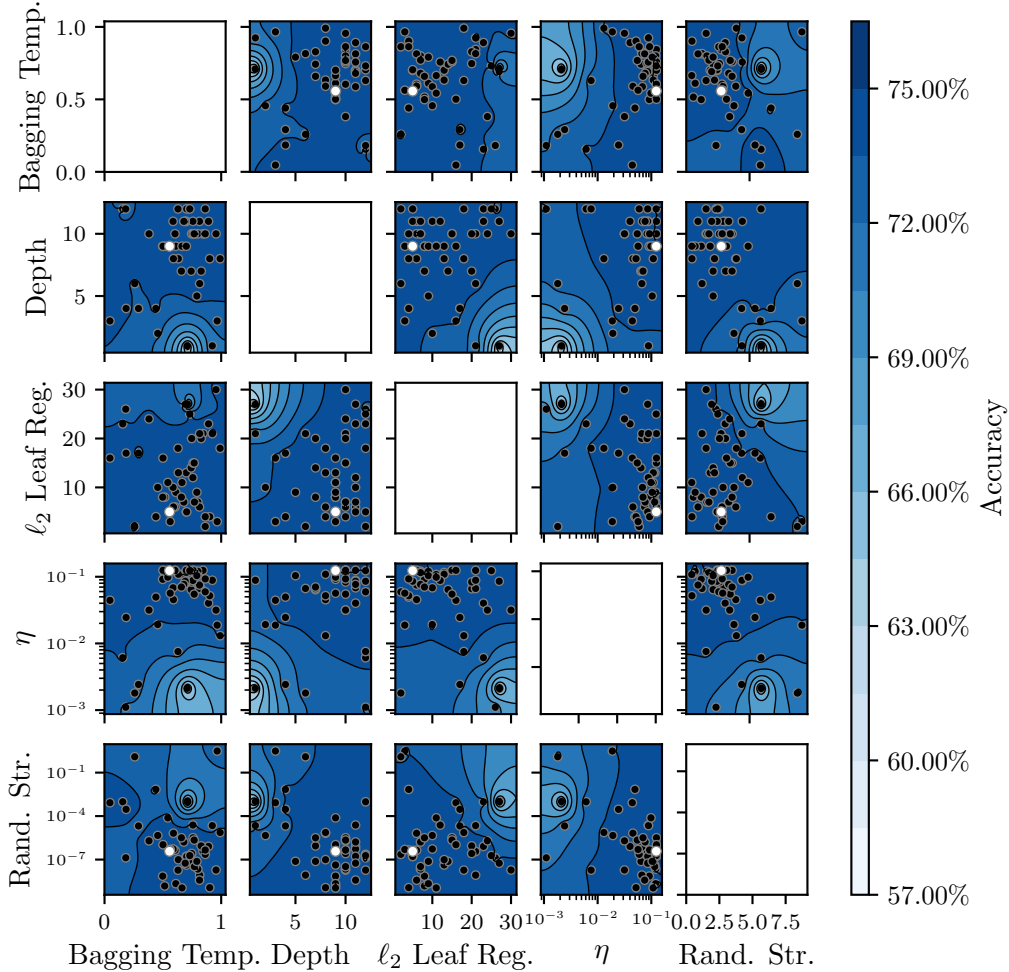 Bagging Temp.
1.0
0.5
0.0
Depth
10
5
ℓ₂ Leaf Reg.
30
20
10
η
10⁻¹
10⁻²
10⁻³
Rand. Str.
10⁻¹
10⁻⁴
10⁻⁷
0 1
5 10
10 20 30
10⁻³ 10⁻² 10⁻¹
0.0 2.5 5.0 7.5
Bagging Temp. Depth ℓ₂ Leaf Reg. η Rand. Str.
75.00%
72.00%
69.00%
66.00%
63.00%
60.00%
57.00%
Accuracy